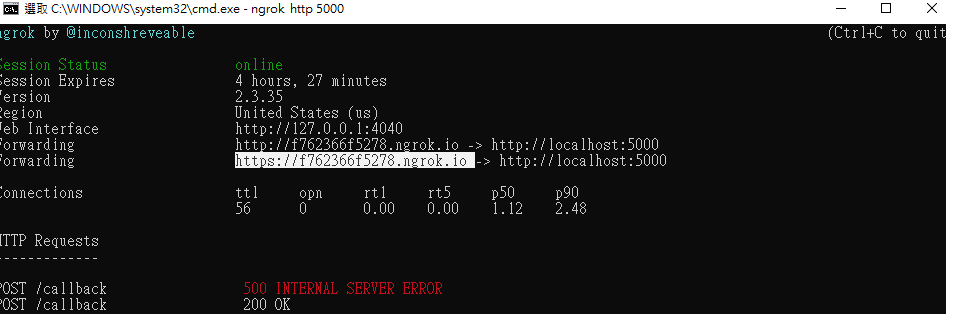 選取 C:\WINDOWS\system32\cmd.exe - ngrok http 5000
ngrok by @inconshreveable (Ctrl+C to quit
Session Status online
Session Expires 4 hours, 27 minutes
Version 2.3.35
Region United States (us)
Web Interface http://127.0.0.1:4040
Forwarding http://f762366f5278.ngrok.io -> http://localhost:5000
Forwarding https://f762366f5278.ngrok.io -> http://localhost:5000
Connections ttl opn rt1 rt5 p50 p90
56 0 0.00 0.00 1.12 2.48
HTTP Requests
-------------
POST /callback 500 INTERNAL SERVER ERROR
POST /callback 200 OK